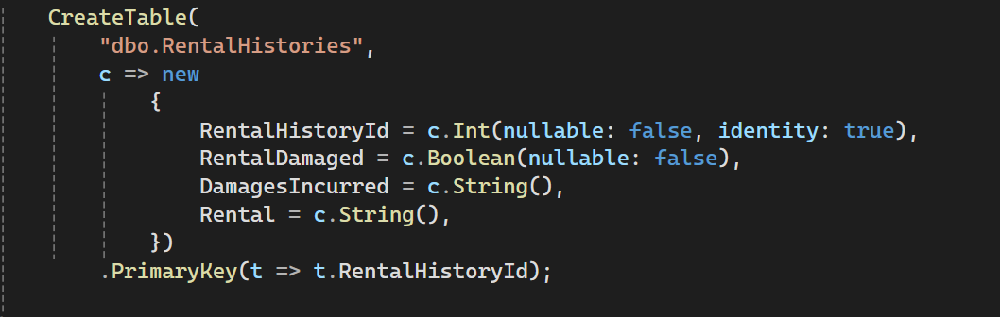 CreateTable(
"dbo.RentalHistories",
c => new
{
RentalHistoryId = c.Int(nullable: false, identity: true),
RentalDamaged = c.Boolean(nullable: false),
DamagesIncurred = c.String(),
Rental = c.String(),
})
.PrimaryKey(t => t.RentalHistoryId);